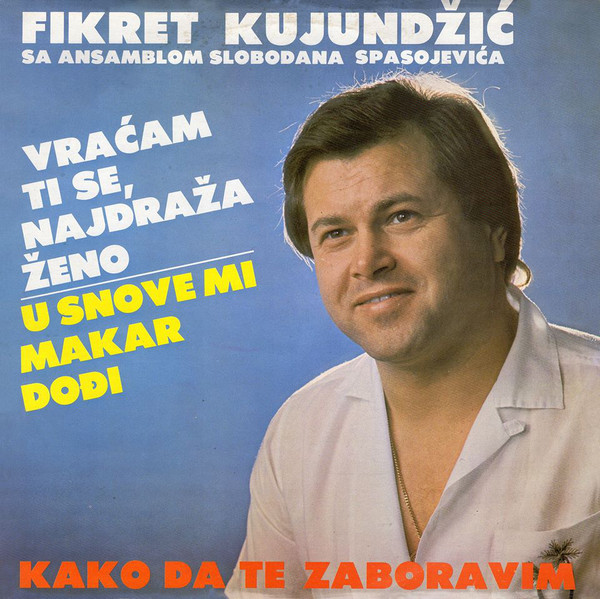 FIKRET KUJUNDŽIĆ
SA ANSAMBLOM SLOBODANA SPASOJEVIĆA
VRAĆAM
TI SE,
NAJDRAŽA
ŽENO
U SNOVE MI
MAKAR
DOĐI
KAKO DA TE ZABORAVIM